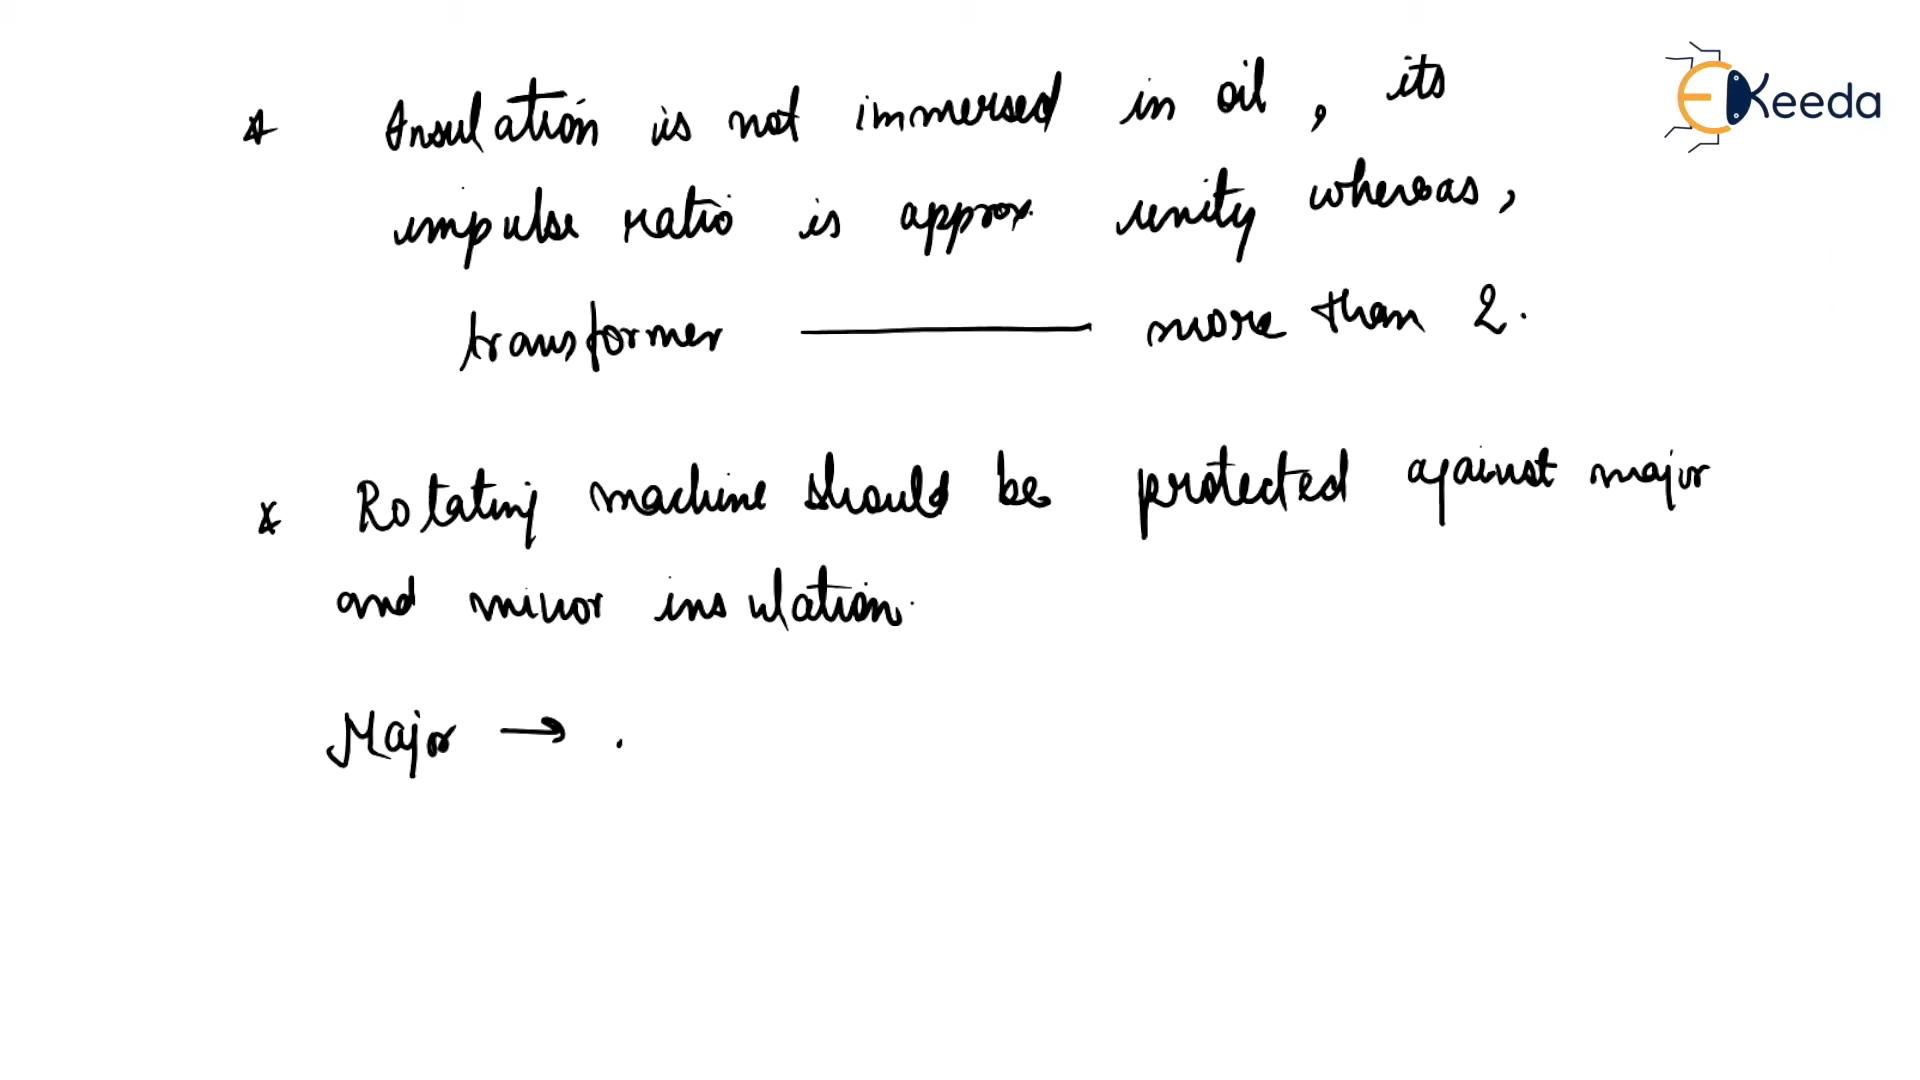 EKeeda
* Insulation is not immersed in oil, its
impulse ratio is approx. unity whereas,
transformer ———— more than 2.
* Rotating machine should be protected against major
and minor insulation.
Major → .